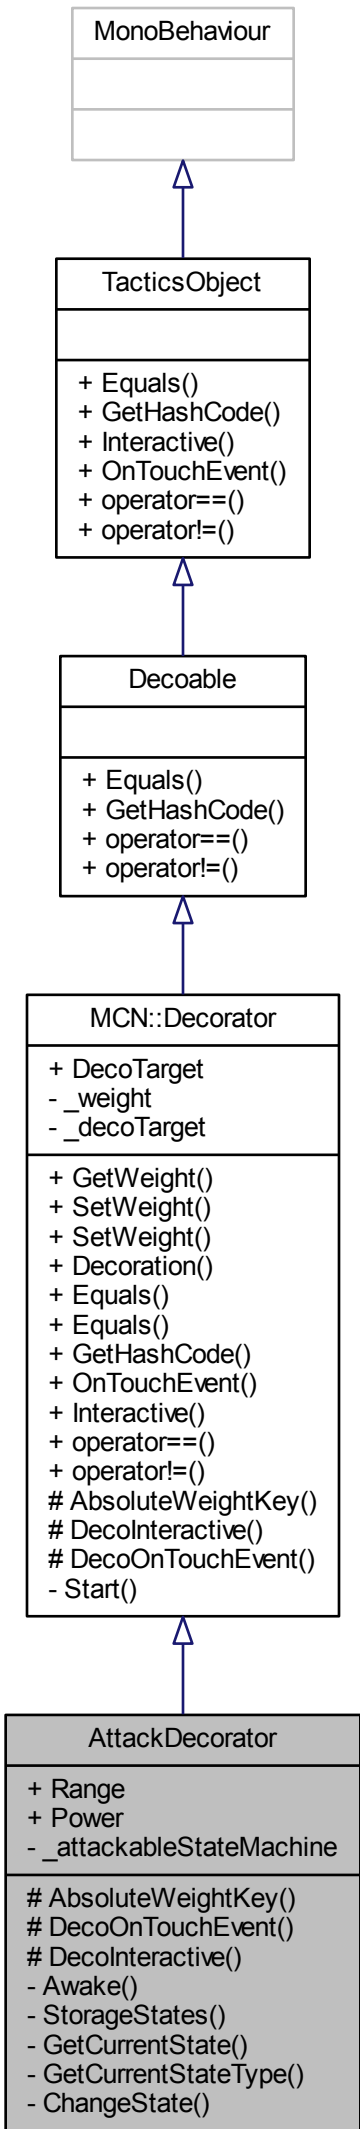 MonoBehaviour
TacticsObject
+ Equals()
+ GetHashCode()
+ Interactive()
+ OnTouchEvent()
+ operator==()
+ operator!=()
Decoable
+ Equals()
+ GetHashCode()
+ operator==()
+ operator!=()
MCN::Decorator
+ DecoTarget
- _weight
- _decoTarget
+ GetWeight()
+ SetWeight()
+ SetWeight()
+ Decoration()
+ Equals()
+ Equals()
+ GetHashCode()
+ OnTouchEvent()
+ Interactive()
+ operator==()
+ operator!=()
# AbsoluteWeightKey()
# DecoInteractive()
# DecoOnTouchEvent()
- Start()
AttackDecorator
+ Range
+ Power
- _attackableStateMachine
# AbsoluteWeightKey()
# DecoOnTouchEvent()
# DecoInteractive()
- Awake()
- StorageStates()
- GetCurrentState()
- GetCurrentStateType()
- ChangeState()